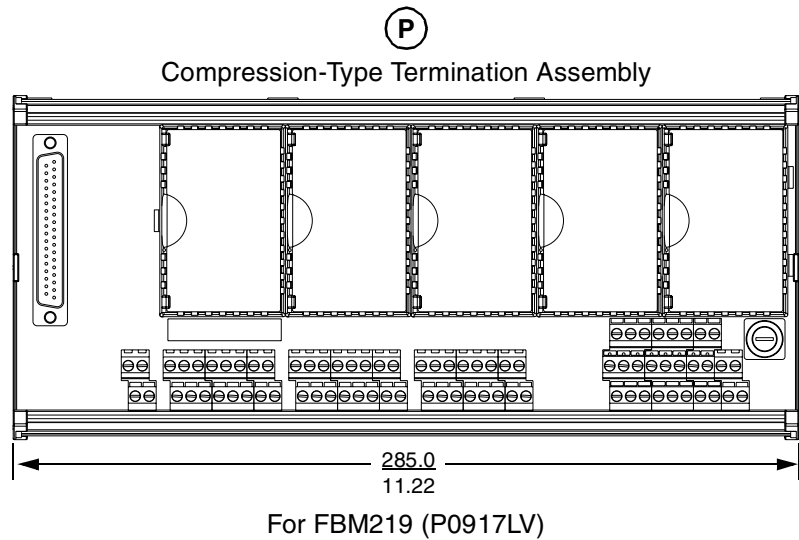 P
Compression-Type Termination Assembly
285.0
11.22
For FBM219 (P0917LV)